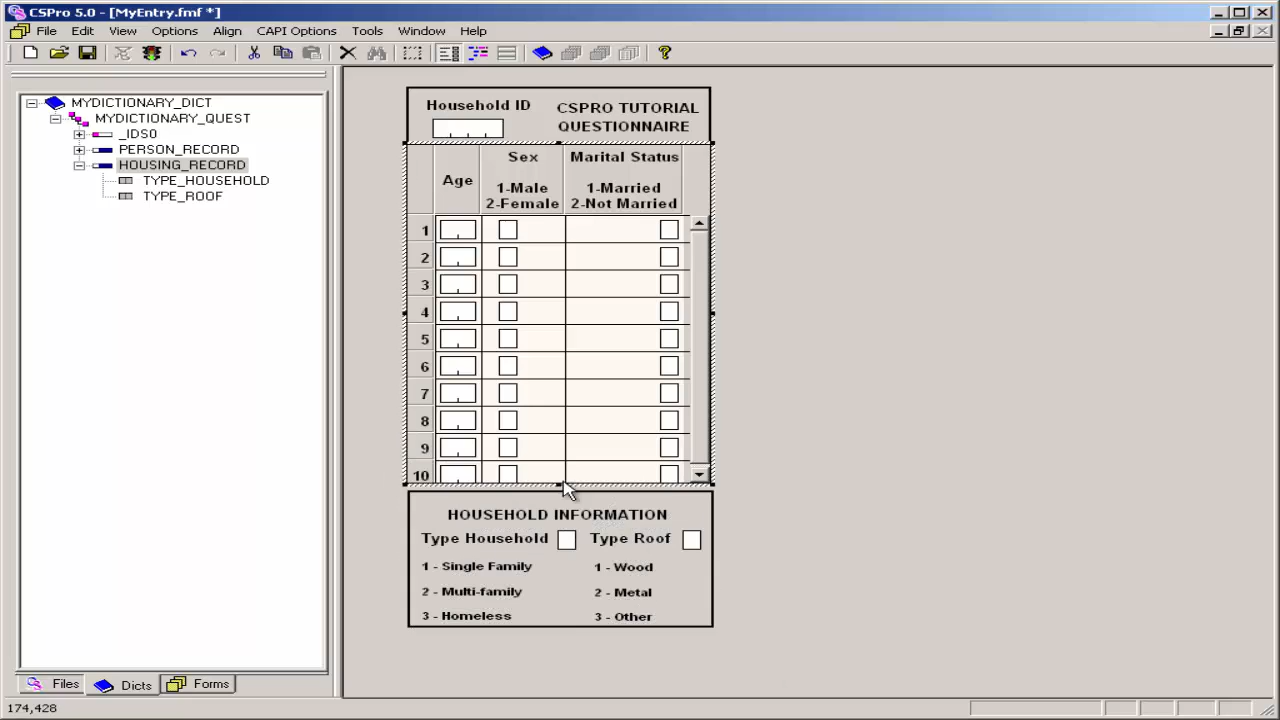 CSPro 5.0 - [MyEntry.fmf *]
File Edit View Options Align CAPI Options Tools Window Help
MYDICTIONARY_DICT
MYDICTIONARY_QUEST
_IDS0
PERSON_RECORD
HOUSING_RECORD
TYPE_HOUSEHOLD
TYPE_ROOF
Files Dicts Forms
174,428
Household ID
CSPRO TUTORIAL
QUESTIONNAIRE
Age
Sex
1-Male
2-Female
Marital Status
1-Married
2-Not Married
1
2
3
4
5
6
7
8
9
10
HOUSEHOLD INFORMATION
Type Household Type Roof
1 - Single Family 1 - Wood
2 - Multi-family 2 - Metal
3 - Homeless 3 - Other